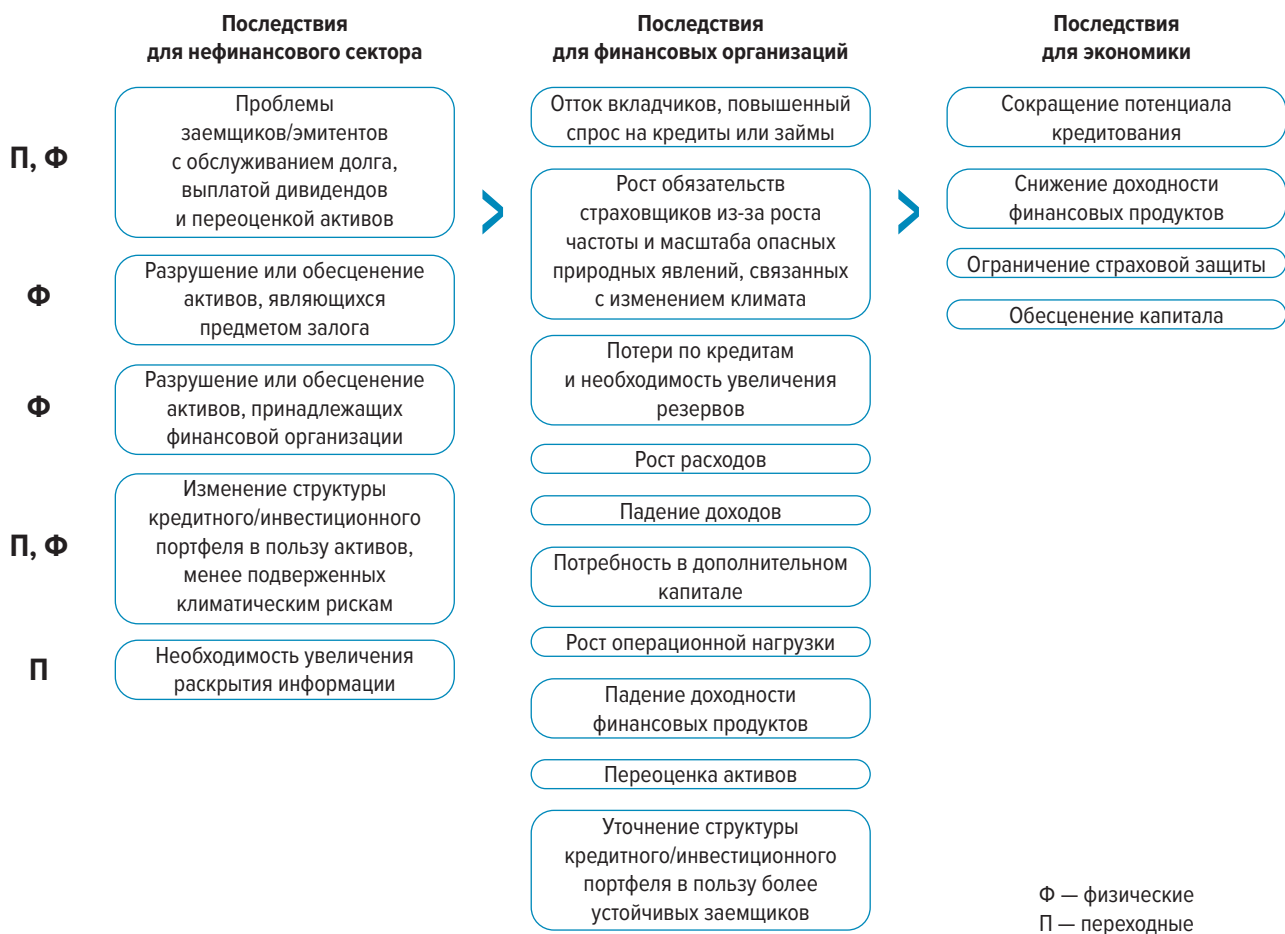 Последствия
для нефинансового сектора
П, Ф
Проблемы
заемщиков/эмитентов
с обслуживанием долга,
выплатой дивидендов
и переоценкой активов
Ф
Разрушение или обесценение
активов, являющихся
предметом залога
Ф
Разрушение или обесценение
активов, принадлежащих
финансовой организации
П, Ф
Изменение структуры
кредитного/инвестиционного
портфеля в пользу активов,
менее подверженных
климатическим рискам
П
Необходимость увеличения
раскрытия информации
Последствия
для финансовых организаций
Отток вкладчиков, повышенный
спрос на кредиты или займы
Рост обязательств
страховщиков из-за роста
частоты и масштаба опасных
природных явлений, связанных
с изменением климата
Потери по кредитам
и необходимость увеличения
резервов
Рост расходов
Падение доходов
Потребность в дополнительном
капитале
Рост операционной нагрузки
Падение доходности
финансовых продуктов
Переоценка активов
Уточнение структуры
кредитного/инвестиционного
портфеля в пользу более
устойчивых заемщиков
Последствия
для экономики
Сокращение потенциала
кредитования
Снижение доходности
финансовых продуктов
Ограничение страховой защиты
Обесценение капитала
Ф — физические
П — переходные